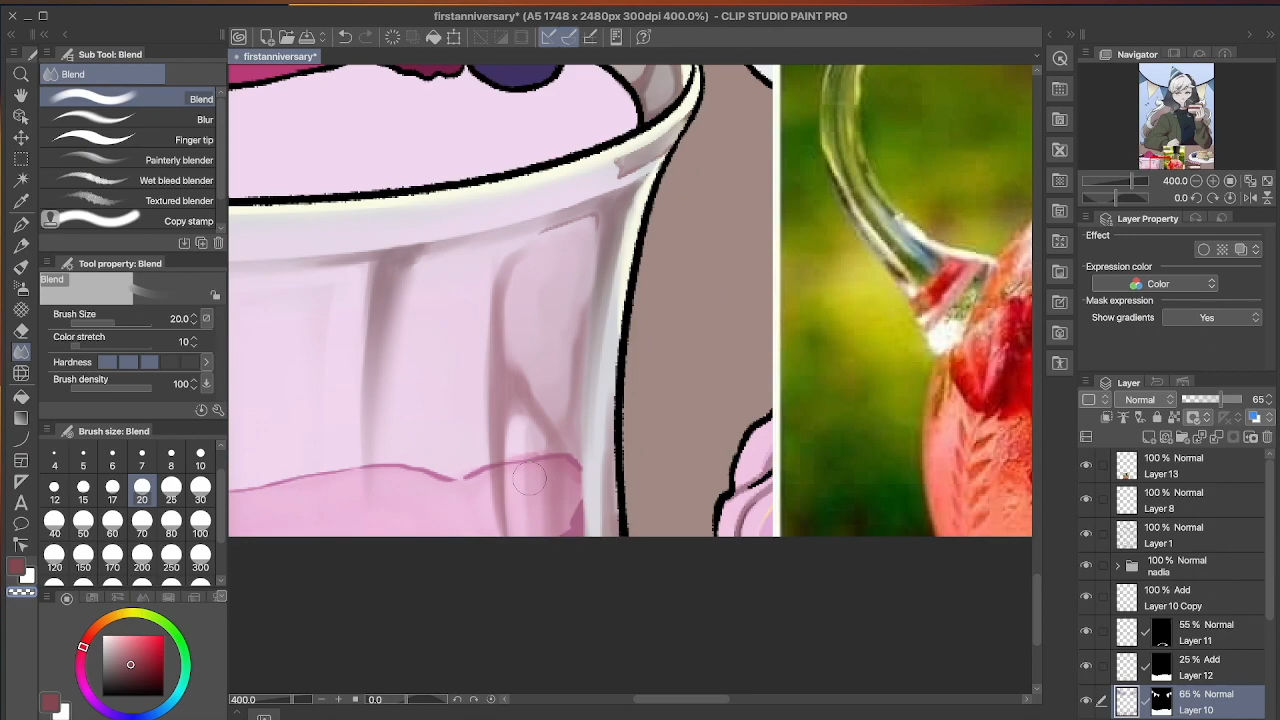 firstanniversary* (A5 1748 x 2480px 300dpi 400.0%) - CLIP STUDIO PAINT PRO
Sub Tool: Blend
firstanniversary*
Navigator
Blend
Blend
Blur
Finger tip
Painterly blender
Wet bleed blender
Textured blender
Copy stamp
400.0
0.0
Layer Property
Effect
Expression color
Color
Mask expression
Show gradients
Yes
Tool property: Blend
Blend
Brush Size
20.0
Color stretch
10
Hardness
Brush density
100
Layer
Normal
65
Brush size: Blend
4 5 6 7 8 10
12 15 17 20 25 30
40 50 60 70 80 100
120 150 170 200 250 300
100 % Normal
Layer 13
100 % Normal
Layer 8
100 % Normal
Layer 1
100 % Normal
nadia
100 % Add
Layer 10 Copy
55 % Normal
Layer 11
25 % Add
Layer 12
66 % Normal
Layer 10
400.0
0.0